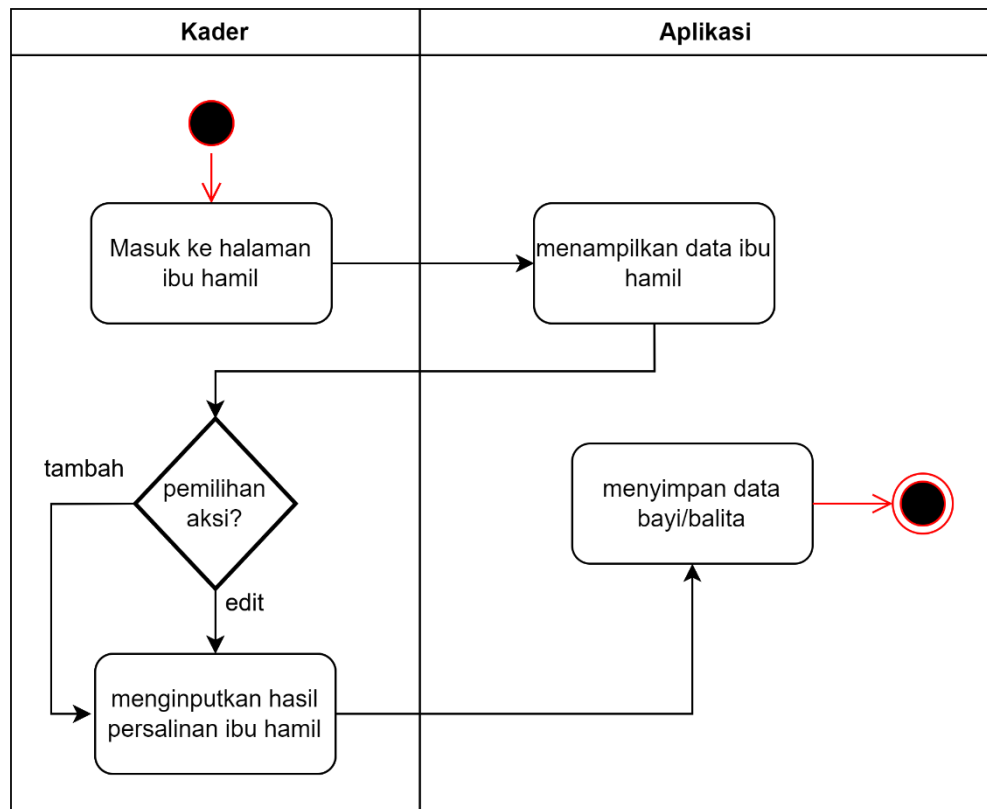 Kader
Aplikasi
Masuk ke halaman
ibu hamil
menampilkan data ibu
hamil
tambah
pemilihan
aksi?
edit
menginputkan hasil
persalinan ibu hamil
menyimpan data
bayi/balita